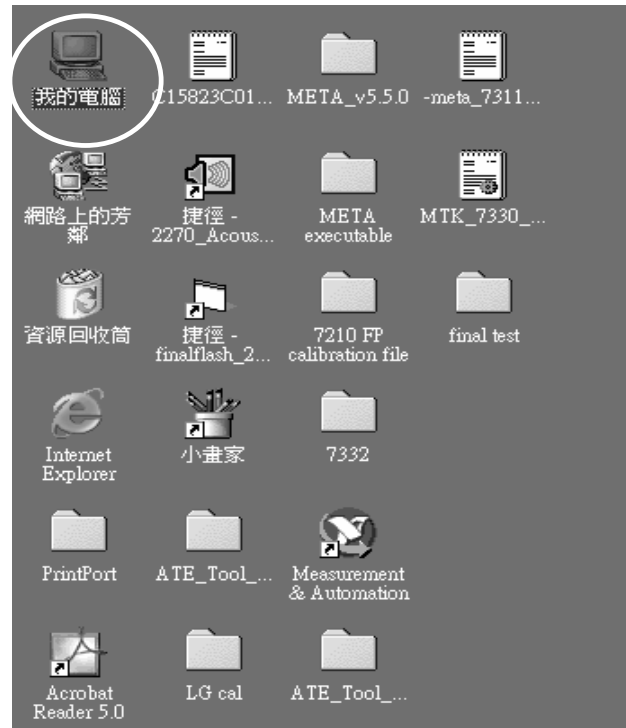 我的電腦
C15823C01...
META_v5.5.0
-meta_7311...
網路上的芳
鄰
捷徑 -
2270_Acous...
META
executable
MTK_7330_...
資源回收筒
捷徑 -
finalflash_2...
7210 FP
calibration file
final test
Internet
Explorer
小畫家
7332
PrintPort
ATE_Tool_...
Measurement
& Automation
Acrobat
Reader 5.0
LG cal
ATE_Tool_...